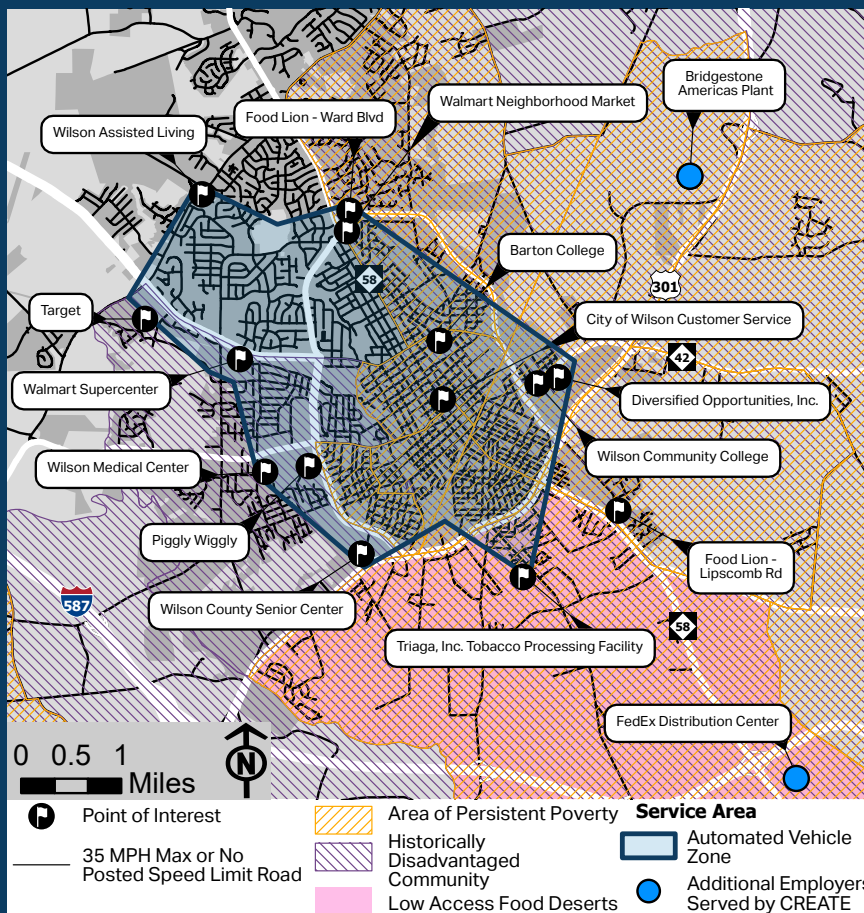 Bridgestone
Americas Plant
Food Lion - Ward Blvd
Walmart Neighborhood Market
Wilson Assisted Living
Barton College
58
301
Target
City of Wilson Customer Service
42
Walmart Supercenter
Diversified Opportunities, Inc.
Wilson Medical Center
Wilson Community College
Piggly Wiggly
Food Lion -
Lipscomb Rd
587
Wilson County Senior Center
58
Triaga, Inc. Tobacco Processing Facility
FedEx Distribution Center
0 0.5 1
Miles
N
Point of Interest
35 MPH Max or No
Posted Speed Limit Road
Area of Persistent Poverty
Historically
Disadvantaged
Community
Low Access Food Deserts
Service Area
Automated Vehicle
Zone
Additional Employers
Served by CREATE